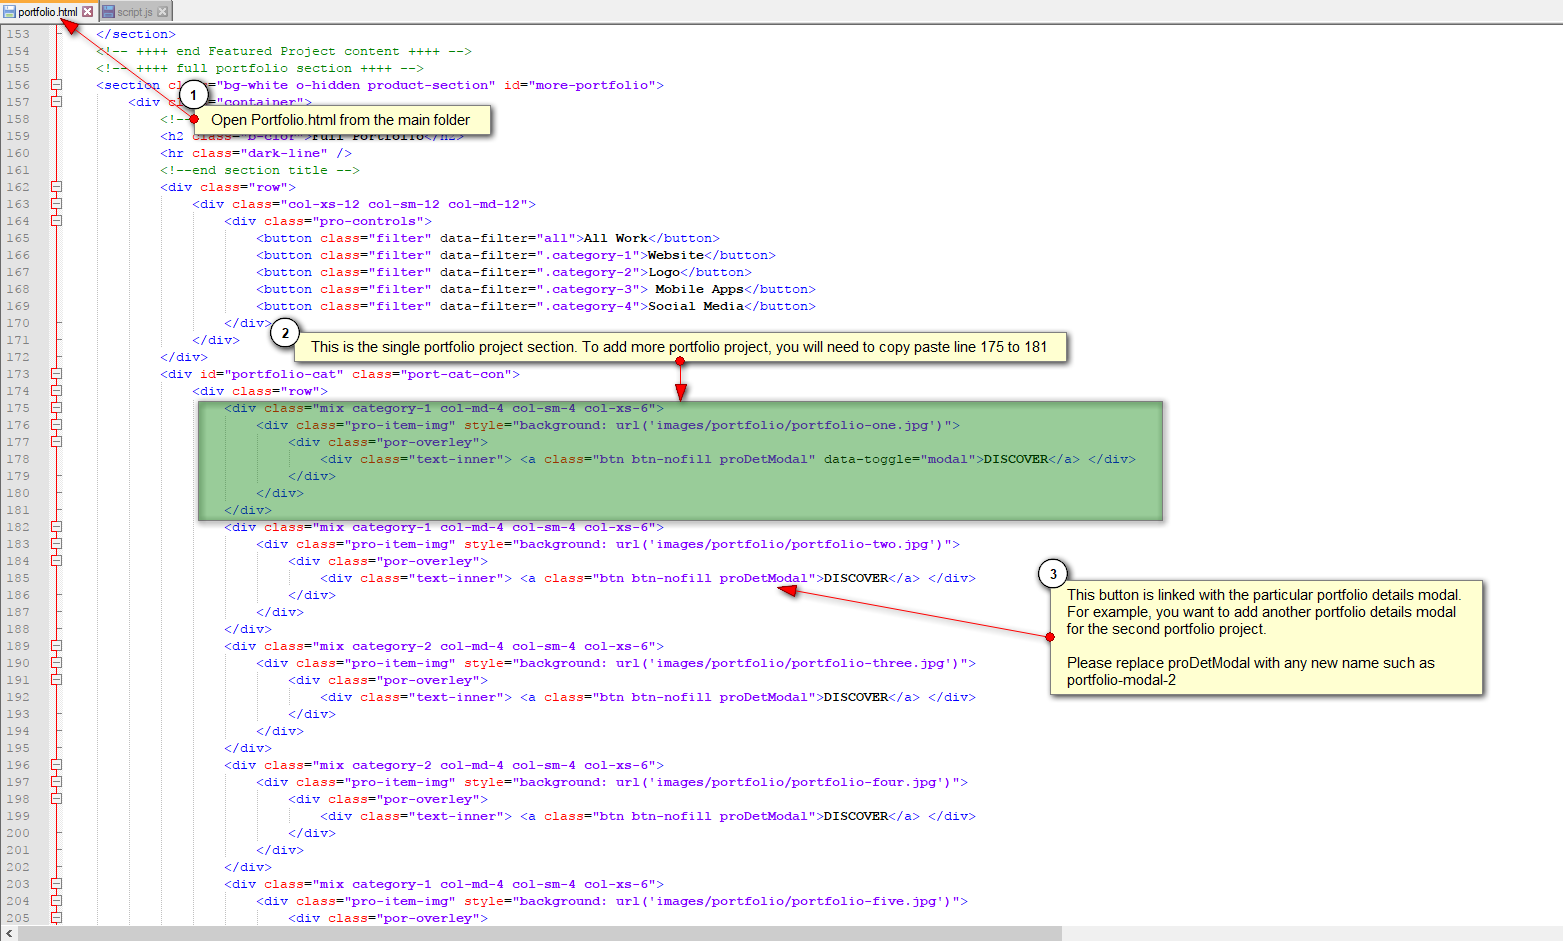 portfolio.html script.js
153 </section>
154 <!-- ++++ end Featured Project content ++++ -->
155 <!-- ++++ full portfolio section ++++ -->
156 <section cl ="bg-white o-hidden product-section" id="more-portfolio">
1
157 <div cl ="container">
158 <!--
Open Portfolio.html from the main folder
159 <h2 class="b-clor">Full Portfolio</h2>
160 <hr class="dark-line" />
161 <!--end section title -->
162 <div class="row">
163 <div class="col-xs-12 col-sm-12 col-md-12">
164 <div class="pro-controls">
165 <button class="filter" data-filter="all">All Work</button>
166 <button class="filter" data-filter=".category-1">Website</button>
167 <button class="filter" data-filter=".category-2">Logo</button>
168 <button class="filter" data-filter=".category-3"> Mobile Apps</button>
169 <button class="filter" data-filter=".category-4">Social Media</button>
170 </div>
2
171 </div>
This is the single portfolio project section. To add more portfolio project, you will need to copy paste line 175 to 181
172 </div>
173 <div id="portfolio-cat" class="port-cat-con">
174 <div class="row">
175 <div class="mix category-1 col-md-4 col-sm-4 col-xs-6">
176 <div class="pro-item-img" style="background: url('images/portfolio/portfolio-one.jpg')">
177 <div class="por-overley">
178 <div class="text-inner"> <a class="btn btn-nofill proDetModal" data-toggle="modal">DISCOVER</a> </div>
179 </div>
180 </div>
181 </div>
182 <div class="mix category-1 col-md-4 col-sm-4 col-xs-6">
183 <div class="pro-item-img" style="background: url('images/portfolio/portfolio-two.jpg')">
184 <div class="por-overley">
185 <div class="text-inner"> <a class="btn btn-nofill proDetModal">DISCOVER</a> </div>
186 </div>
187 </div>
188 </div>
3
This button is linked with the particular portfolio details modal.
For example, you want to add another portfolio details modal
for the second portfolio project.
Please replace proDetModal with any new name such as
portfolio-modal-2
189 <div class="mix category-2 col-md-4 col-sm-4 col-xs-6">
190 <div class="pro-item-img" style="background: url('images/portfolio/portfolio-three.jpg')">
191 <div class="por-overley">
192 <div class="text-inner"> <a class="btn btn-nofill proDetModal">DISCOVER</a> </div>
193 </div>
194 </div>
195 </div>
196 <div class="mix category-2 col-md-4 col-sm-4 col-xs-6">
197 <div class="pro-item-img" style="background: url('images/portfolio/portfolio-four.jpg')">
198 <div class="por-overley">
199 <div class="text-inner"> <a class="btn btn-nofill proDetModal">DISCOVER</a> </div>
200 </div>
201 </div>
202 </div>
203 <div class="mix category-1 col-md-4 col-sm-4 col-xs-6">
204 <div class="pro-item-img" style="background: url('images/portfolio/portfolio-five.jpg')">
205 <div class="por-overley">